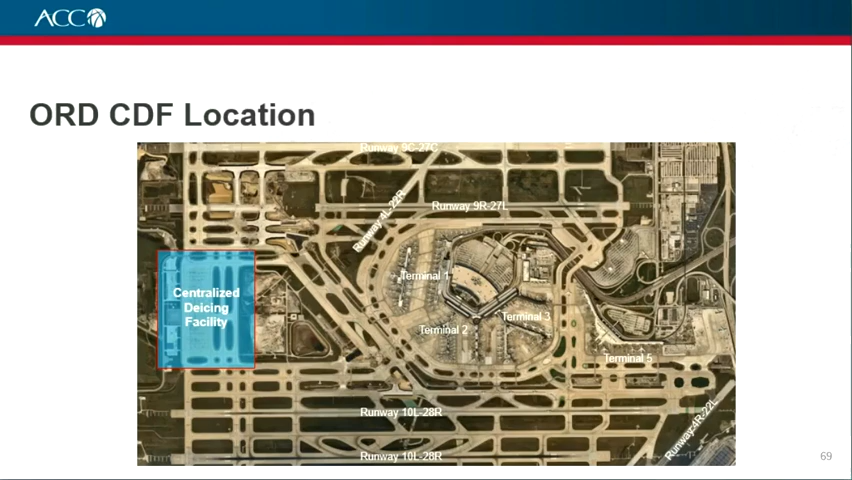 ACC
ORD CDF Location
Runway 9C-27C
Runway 4L-22R
Runway 9R-27L
Terminal 1
Centralized
Deicing
Facility
Terminal 3
Terminal 2
Terminal 5
Runway 10L-28R
Runway 4R-22L
Runway 10L-28R
69